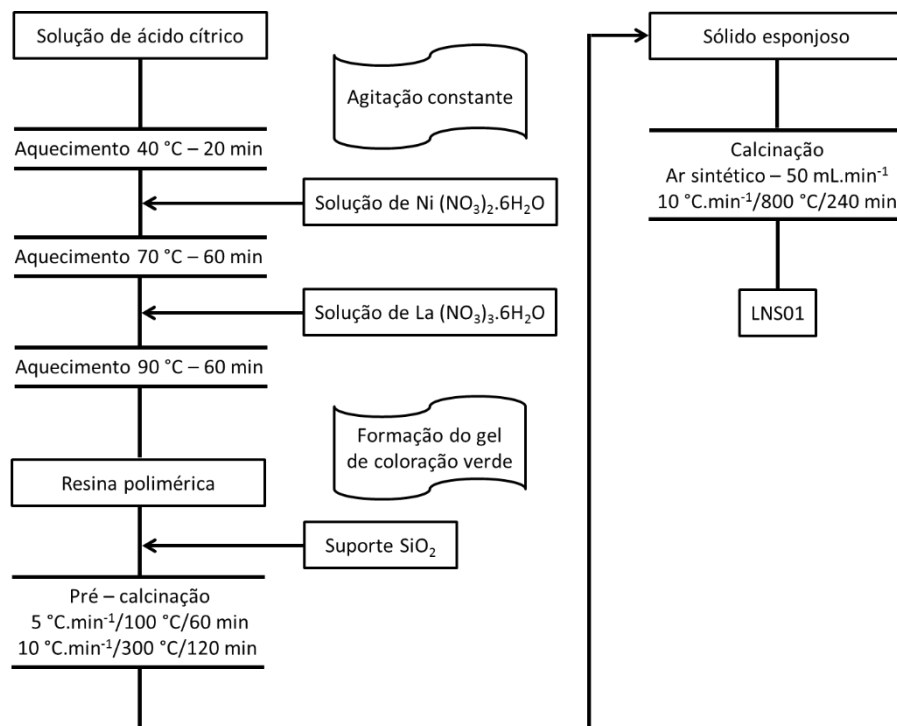 Solução de ácido cítrico
Agitação constante
Aquecimento 40 °C – 20 min
Solução de Ni (NO₃)₂.6H₂O
Aquecimento 70 °C – 60 min
Solução de La (NO₃)₃.6H₂O
Aquecimento 90 °C – 60 min
Formação do gel
de coloração verde
Resina polimérica
Suporte SiO₂
Pré – calcinação
5 °C.min⁻¹/100 °C/60 min
10 °C.min⁻¹/300 °C/120 min
Sólido esponjoso
Calcinação
Ar sintético – 50 mL.min⁻¹
10 °C.min⁻¹/800 °C/240 min
LNS01